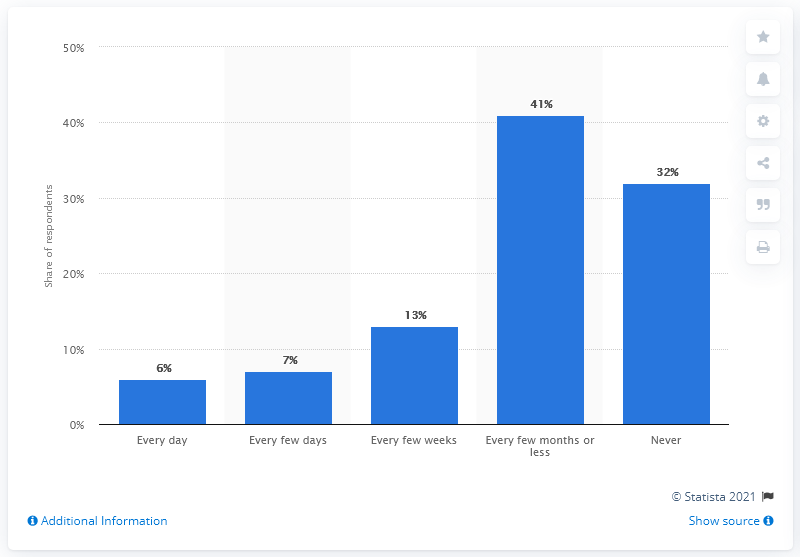 50%
40%
30%
20%
10%
0%
Share of respondents
6%
7%
13%
41%
32%
Every day
Every few days
Every few weeks
Every few months or
less
Never
© Statista 2021
Additional Information
Show source